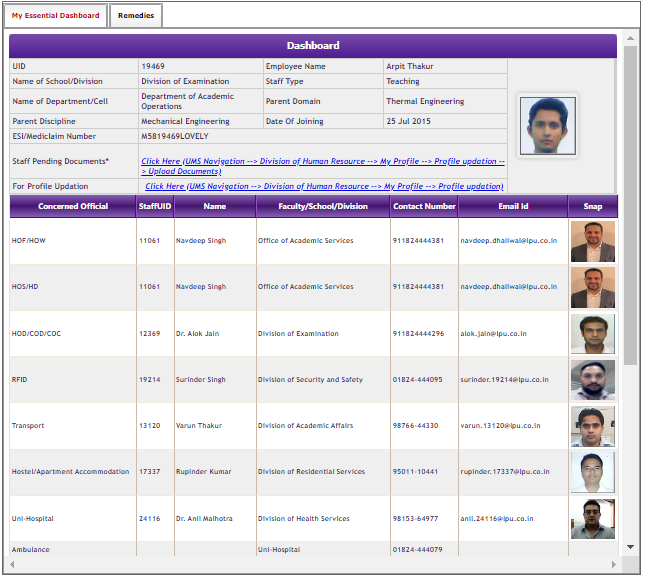 My Essential Dashboard Remedies
Dashboard
UID 19469 Employee Name Arpit Thakur
Name of School/Division Division of Examination Staff Type Teaching
Name of Department/Cell Department of Academic Operations Parent Domain Thermal Engineering
Parent Discipline Mechanical Engineering Date Of Joining 25 Jul 2015
ESI/Mediclaim Number M5819469LOVELY
Staff Pending Documents* Click Here (UMS Navigation --> Division of Human Resource --> My Profile --> Profile updation --
> Upload Documents)
For Profile Updation Click Here (UMS Navigation --> Division of Human Resource --> My Profile --> Profile updation)
Concerned Official StaffUID Name Faculty/School/Division Contact Number Email Id Snap
HOF/HOW 11061 Navdeep Singh Office of Academic Services 911824444381 navdeep.dhaliwal@lpu.co.in
HOS/HD 11061 Navdeep Singh Office of Academic Services 911824444381 navdeep.dhaliwal@lpu.co.in
HOD/COD/COC 12369 Dr. Alok Jain Division of Examination 911824444296 alok.jain@lpu.co.in
RFID 19214 Surinder Singh Division of Security and Safety 01824-444095 surinder.19214@lpu.co.in
Transport 13120 Varun Thakur Division of Academic Affairs 98766-44330 varun.13120@lpu.co.in
Hostel/Apartment Accommodation 17337 Rupinder Kumar Division of Residential Services 95011-10441 rupinder.17337@lpu.co.in
Uni-Hospital 24116 Dr. Anil Malhotra Division of Health Services 98153-64977 anil.24116@lpu.co.in
Ambulance Uni-Hospital 01824-444079